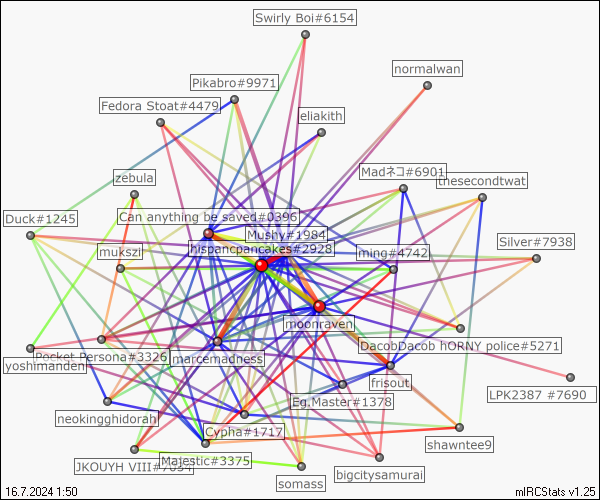 Swirly Boi#6154
normalwan
Pikabro#9971
Fedora Stoat#4479
eliakith
Madネコ#6901
zebula
thesecondtwat
Duck#1245
Can anything be saved#0396
Mushy#1984
Silver#7938
mukszi
hispancpancakes#2928
ming#4742
moonraven
DacobDacob hORNY police#5271
Pocket Persona#3326
marcemadness
yoshimanden
frisout
LPK2387 #7690
Eg.Master#1378
neokingghidorah
Cypha#1717
shawntee9
Majestic#3375
JKOUYH VIII#7894
bigcitysamurai
somass
16.7.2024 1:50
mIRCStats v1.25